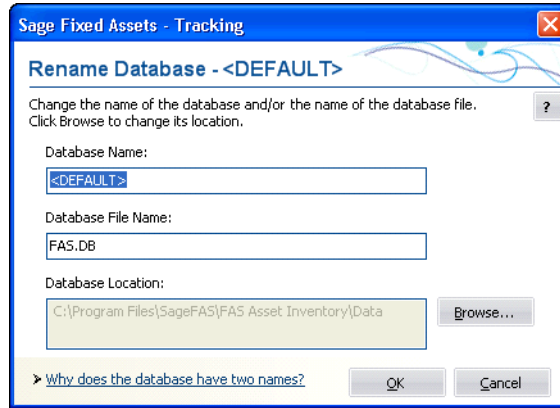 Sage Fixed Assets - Tracking
Rename Database - <DEFAULT>
Change the name of the database and/or the name of the database file.
Click Browse to change its location.
?
Database Name:
<DEFAULT>
Database File Name:
FAS.DB
Database Location:
C:\Program Files\SageFAS\FAS Asset Inventory\Data
Browse...
Why does the database have two names?
OK
Cancel